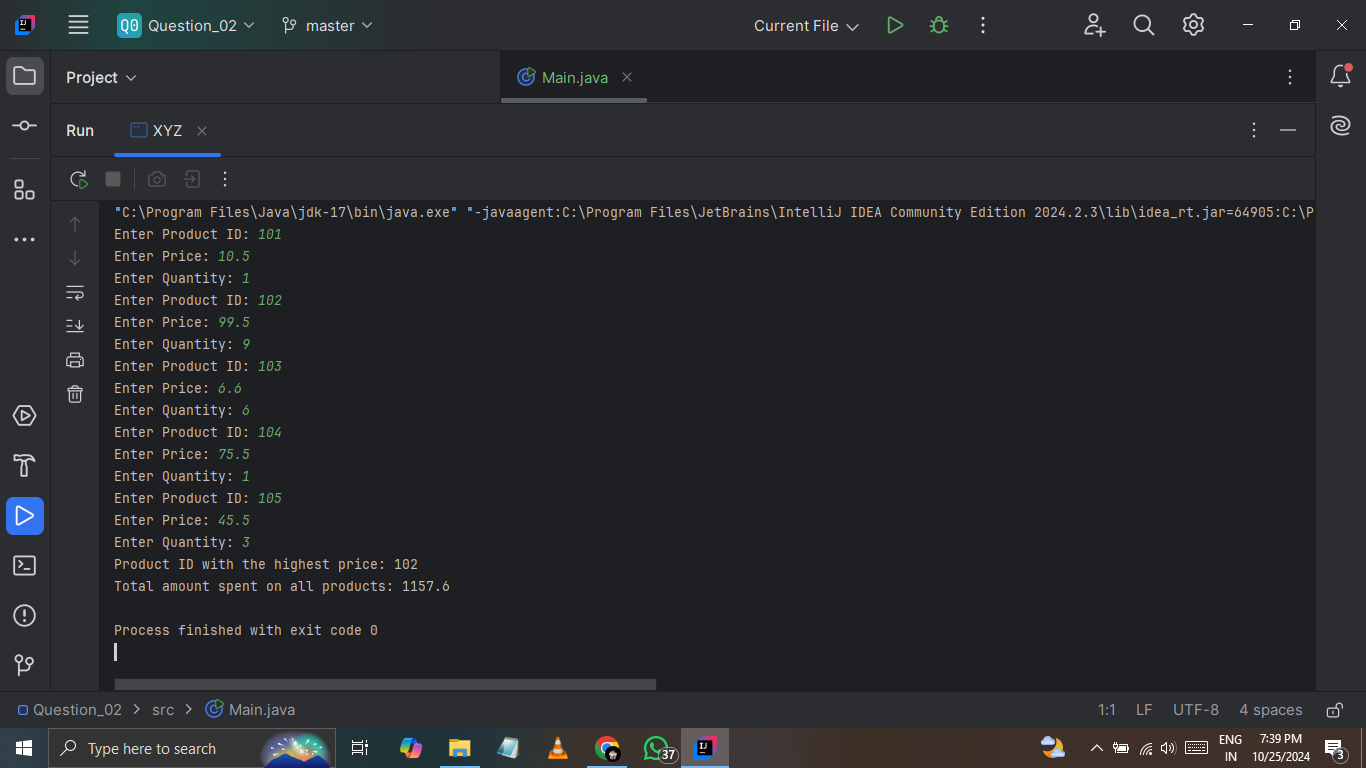 Q0 Question_02 master Current File
Project Main.java
Run XYZ
"C:\Program Files\Java\jdk-17\bin\java.exe" "-javaagent:C:\Program Files\JetBrains\IntelliJ IDEA Community Edition 2024.2.3\lib\idea_rt.jar=64905:C:\P
Enter Product ID: 101
Enter Price: 10.5
Enter Quantity: 1
Enter Product ID: 102
Enter Price: 99.5
Enter Quantity: 9
Enter Product ID: 103
Enter Price: 6.6
Enter Quantity: 6
Enter Product ID: 104
Enter Price: 75.5
Enter Quantity: 1
Enter Product ID: 105
Enter Price: 45.5
Enter Quantity: 3
Product ID with the highest price: 102
Total amount spent on all products: 1157.6
Process finished with exit code 0
Question_02 > src > Main.java 1:1 LF UTF-8 4 spaces
Type here to search 37 ENG IN 7:39 PM 10/25/2024 3